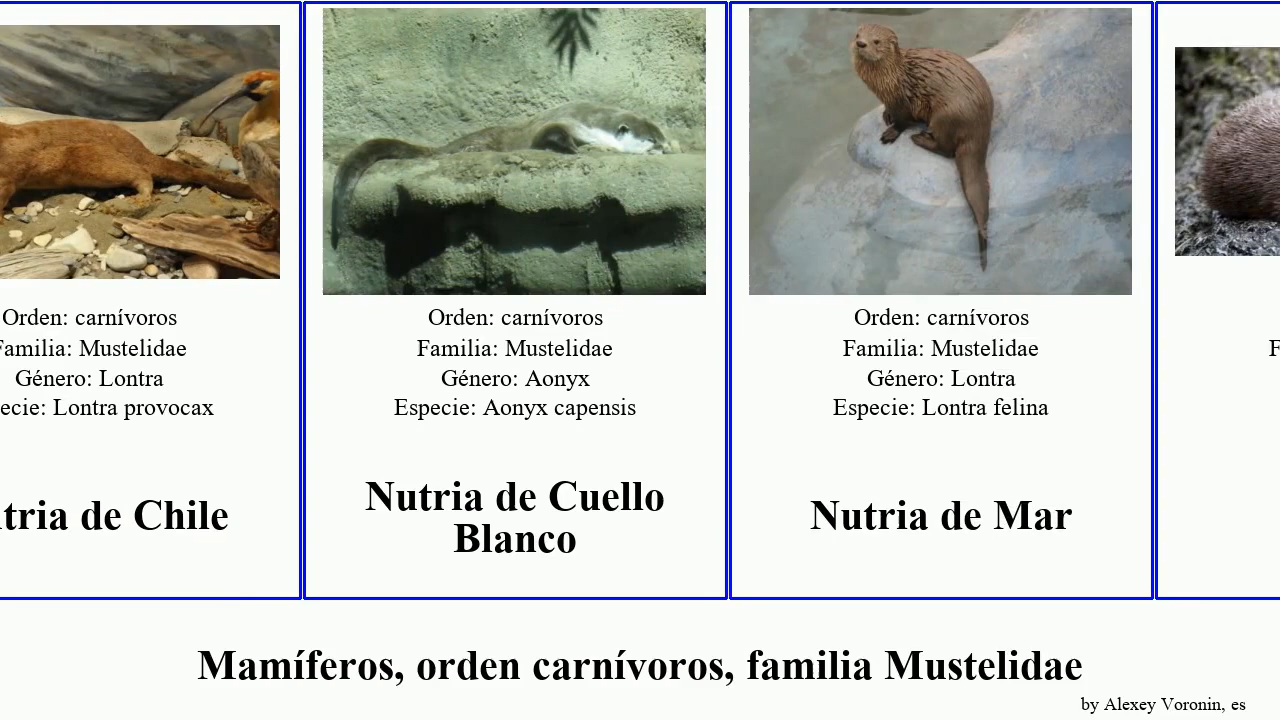 Orden: carnívoros
Familia: Mustelidae
Género: Lontra
ecie: Lontra provocax
tria de Chile
Orden: carnívoros
Familia: Mustelidae
Género: Aonyx
Especie: Aonyx capensis
Nutria de Cuello
Blanco
Orden: carnívoros
Familia: Mustelidae
Género: Lontra
Especie: Lontra felina
Nutria de Mar
F
Mamíferos, orden carnívoros, familia Mustelidae
by Alexey Voronin, es